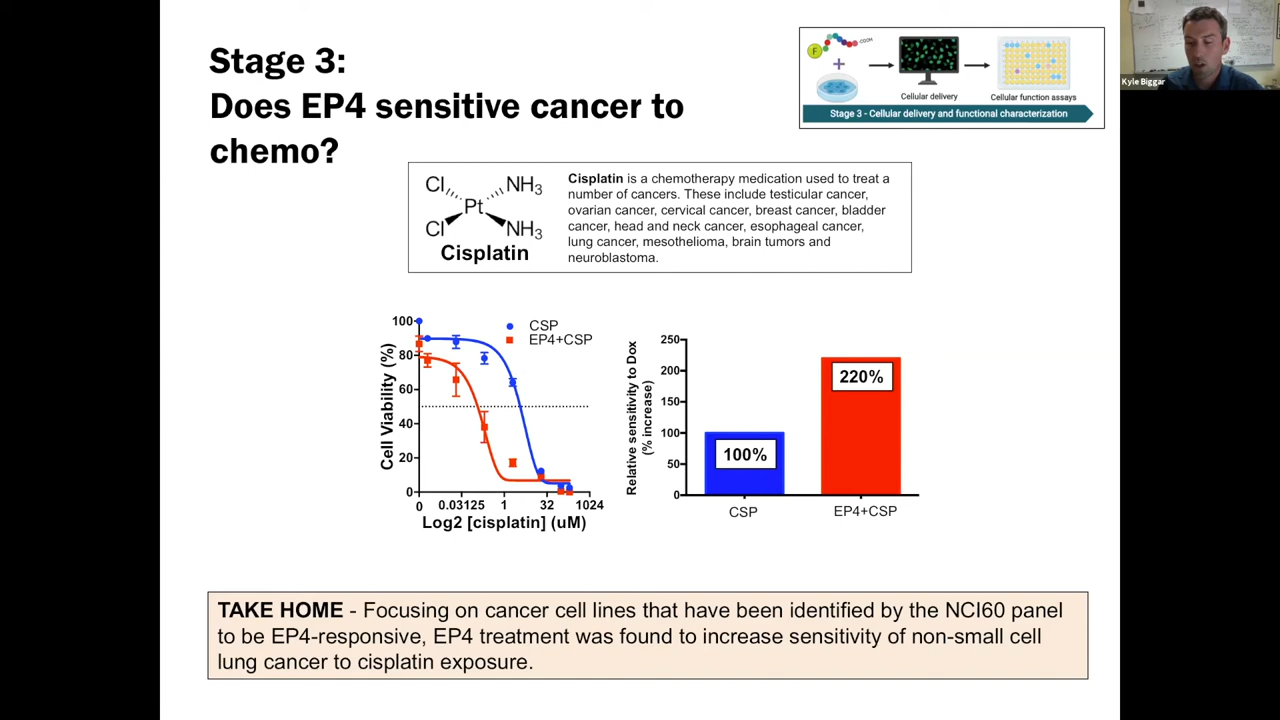 Stage 3:
Does EP4 sensitive cancer to
chemo?
F
COOH
+
Cellular delivery
Cellular function assays
Stage 3 - Cellular delivery and functional characterization
Kyle Biggar
Cl
NH3
Pt
Cl
NH3
Cisplatin
Cisplatin is a chemotherapy medication used to treat a
number of cancers. These include testicular cancer,
ovarian cancer, cervical cancer, breast cancer, bladder
cancer, head and neck cancer, esophageal cancer,
lung cancer, mesothelioma, brain tumors and
neuroblastoma.
CSP
EP4+CSP
Cell Viability (%)
100
80
60
40
20
0
0
0.03125
1
32
1024
Log2 [cisplatin] (uM)
Relative sensitivity to Dox
(% increase)
250
200
150
100
50
0
100%
220%
CSP
EP4+CSP
TAKE HOME - Focusing on cancer cell lines that have been identified by the NCI60 panel
to be EP4-responsive, EP4 treatment was found to increase sensitivity of non-small cell
lung cancer to cisplatin exposure.